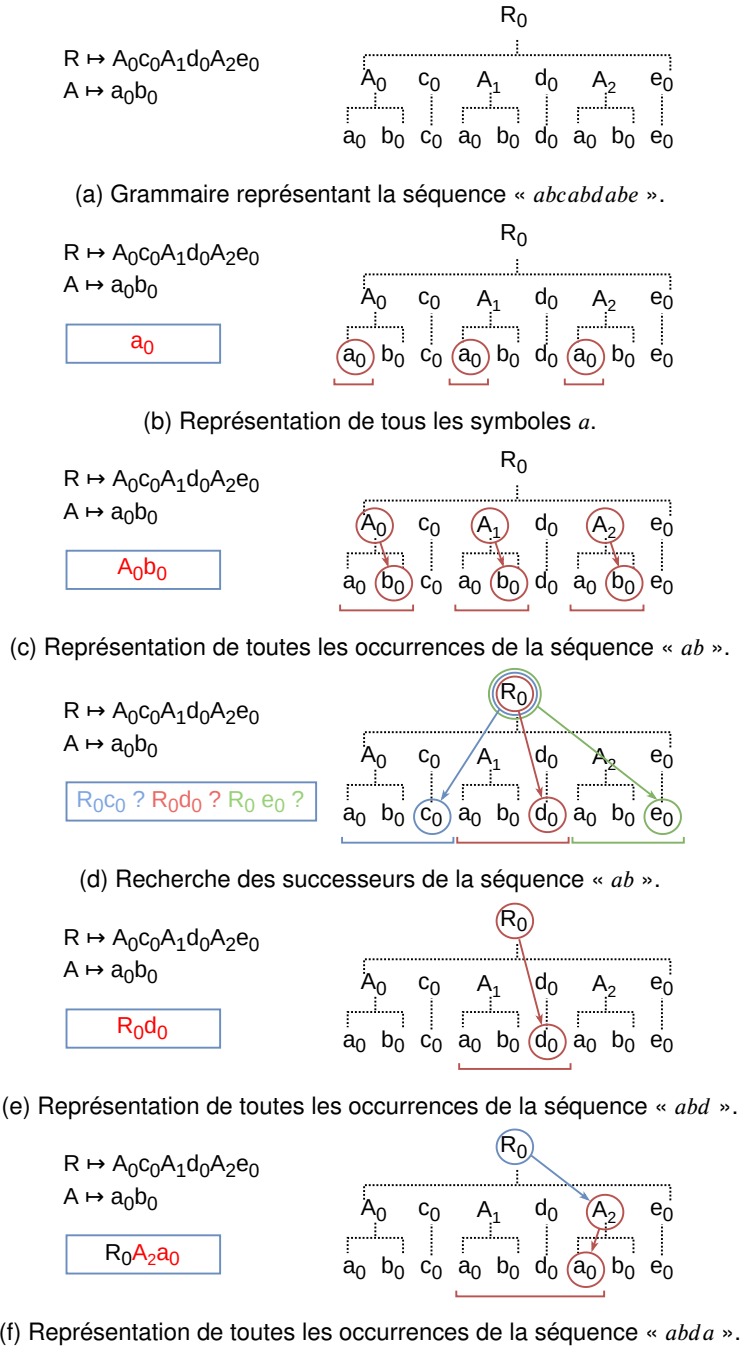 R₀
R ↦ A₀c₀A₁d₀A₂e₀
A ↦ a₀b₀
A₀ c₀ A₁ d₀ A₂ e₀
a₀ b₀ c₀ a₀ b₀ d₀ a₀ b₀ e₀
(a) Grammaire représentant la séquence « abcabdabe ».
R₀
R ↦ A₀c₀A₁d₀A₂e₀
A ↦ a₀b₀
A₀ c₀ A₁ d₀ A₂ e₀
a₀
a₀ b₀ c₀ a₀ b₀ d₀ a₀ b₀ e₀
(b) Représentation de tous les symboles a.
R₀
R ↦ A₀c₀A₁d₀A₂e₀
A ↦ a₀b₀
A₀ c₀ A₁ d₀ A₂ e₀
A₀b₀
a₀ b₀ c₀ a₀ b₀ d₀ a₀ b₀ e₀
(c) Représentation de toutes les occurrences de la séquence « ab ».
R₀
R ↦ A₀c₀A₁d₀A₂e₀
A ↦ a₀b₀
A₀ c₀ A₁ d₀ A₂ e₀
R₀c₀ ? R₀d₀ ? R₀ e₀ ?
a₀ b₀ c₀ a₀ b₀ d₀ a₀ b₀ e₀
(d) Recherche des successeurs de la séquence « ab ».
R₀
R ↦ A₀c₀A₁d₀A₂e₀
A ↦ a₀b₀
A₀ c₀ A₁ d₀ A₂ e₀
R₀d₀
a₀ b₀ c₀ a₀ b₀ d₀ a₀ b₀ e₀
(e) Représentation de toutes les occurrences de la séquence « abd ».
R₀
R ↦ A₀c₀A₁d₀A₂e₀
A ↦ a₀b₀
A₀ c₀ A₁ d₀ A₂ e₀
R₀A₂a₀
a₀ b₀ c₀ a₀ b₀ d₀ a₀ b₀ e₀
(f) Représentation de toutes les occurrences de la séquence « abda ».